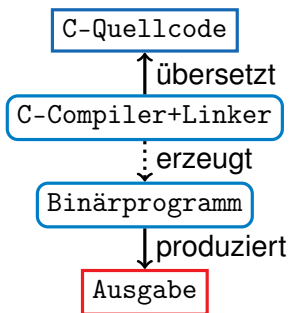 C-Quellcode
übersetzt
C-Compiler+Linker
erzeugt
Binärprogramm
produziert
Ausgabe